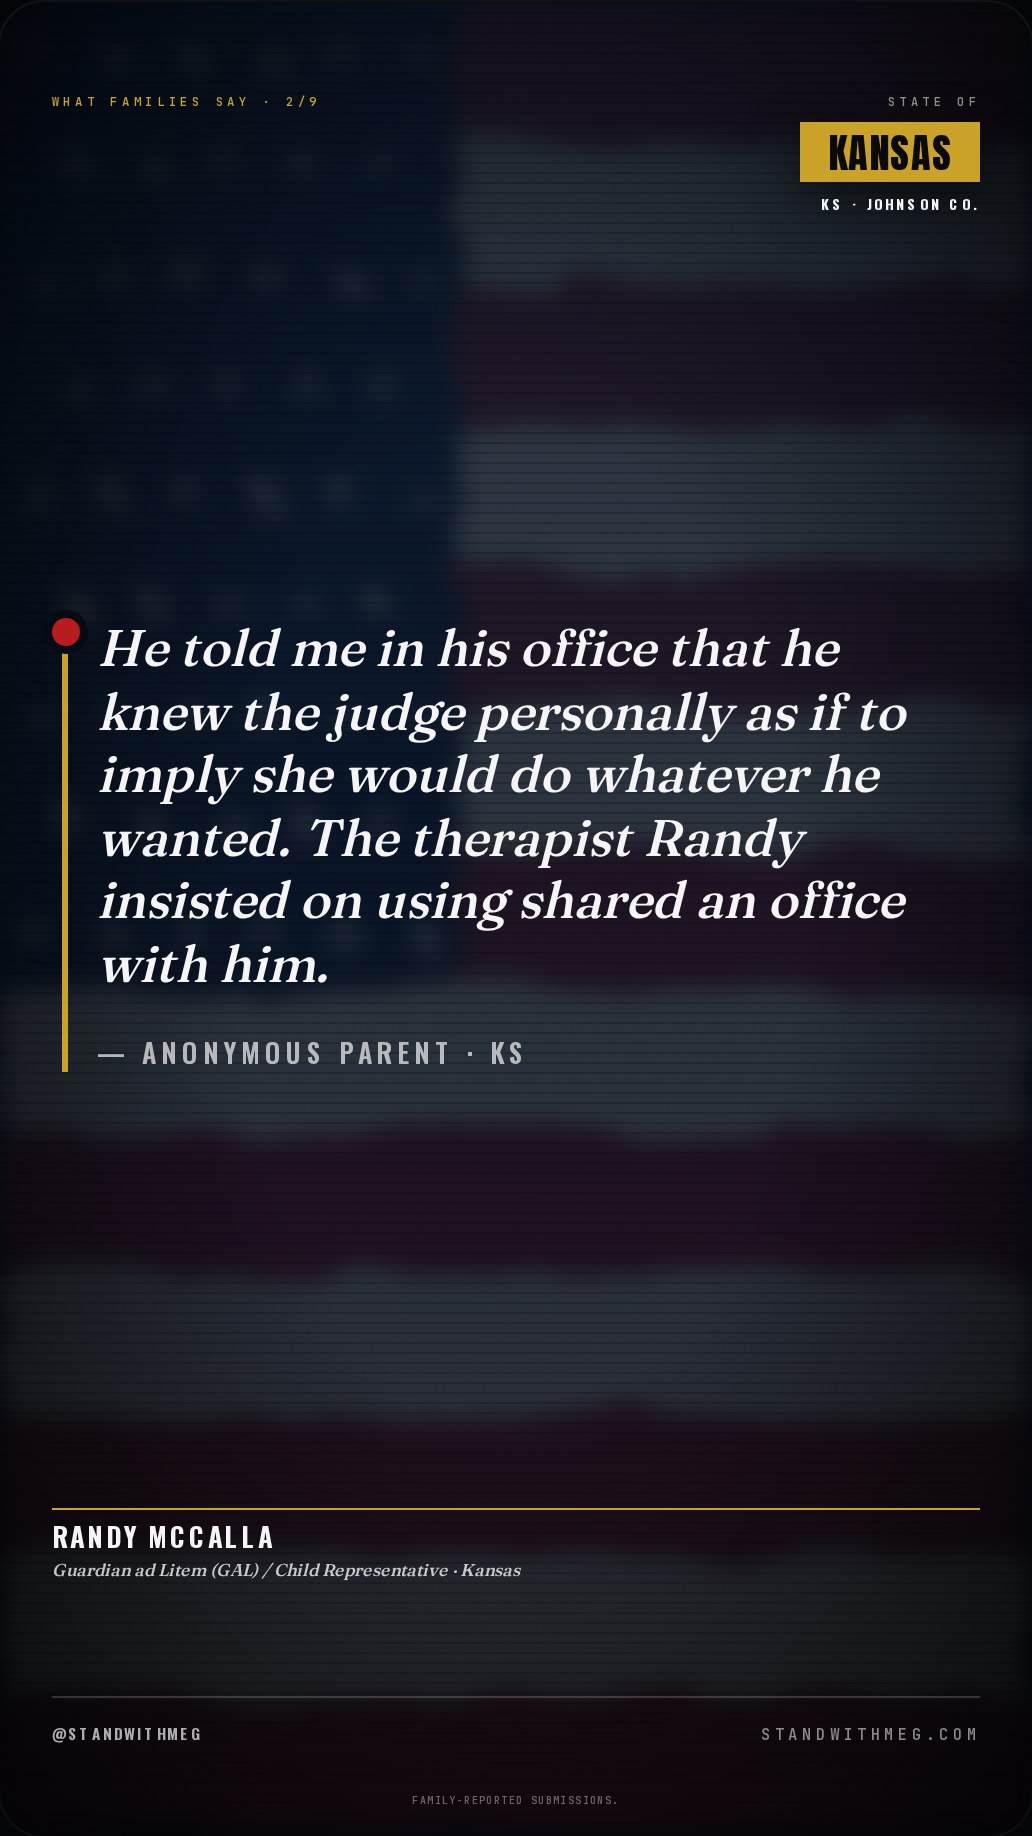 WHAT FAMILIES SAY · 2/9
STATE OF
KANSAS
KS · JOHNSON CO.
He told me in his office that he
knew the judge personally as if to
imply she would do whatever he
wanted. The therapist Randy
insisted on using shared an office
with him.
— ANONYMOUS PARENT · KS
RANDY MCCALLA
Guardian ad Litem (GAL) / Child Representative · Kansas
@STANDWITHMEG
STANDWITHMEG.COM
FAMILY-REPORTED SUBMISSIONS.